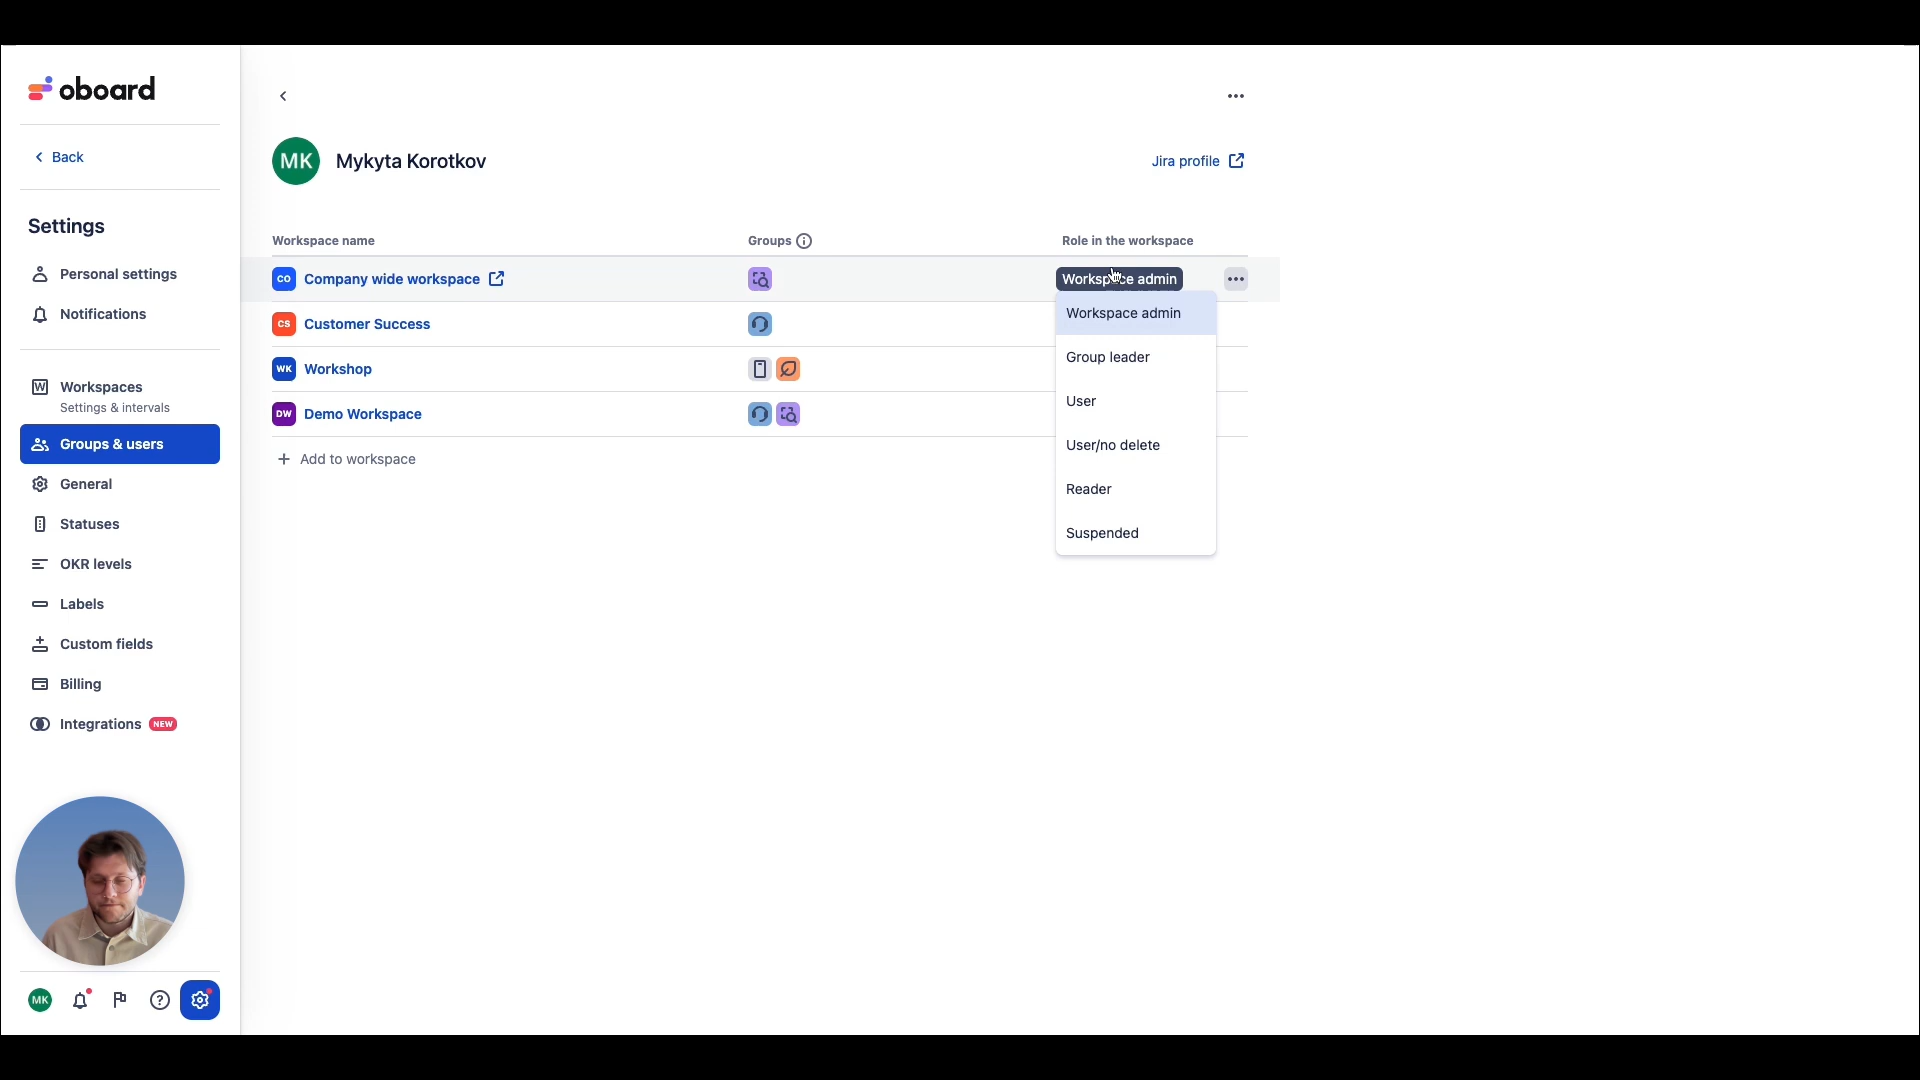 oboard
Back
MK Mykyta Korotkov
Jira profile
Settings
Workspace name Groups Role in the workspace
Personal settings
CO Company wide workspace Workspace admin
Notifications
CS Customer Success
WK Workshop
DW Demo Workspace
Add to workspace
Workspace admin
Group leader
User
User/no delete
Reader
Suspended
Workspaces
Settings & intervals
Groups & users
General
Statuses
OKR levels
Labels
Custom fields
Billing
Integrations NEW
MK